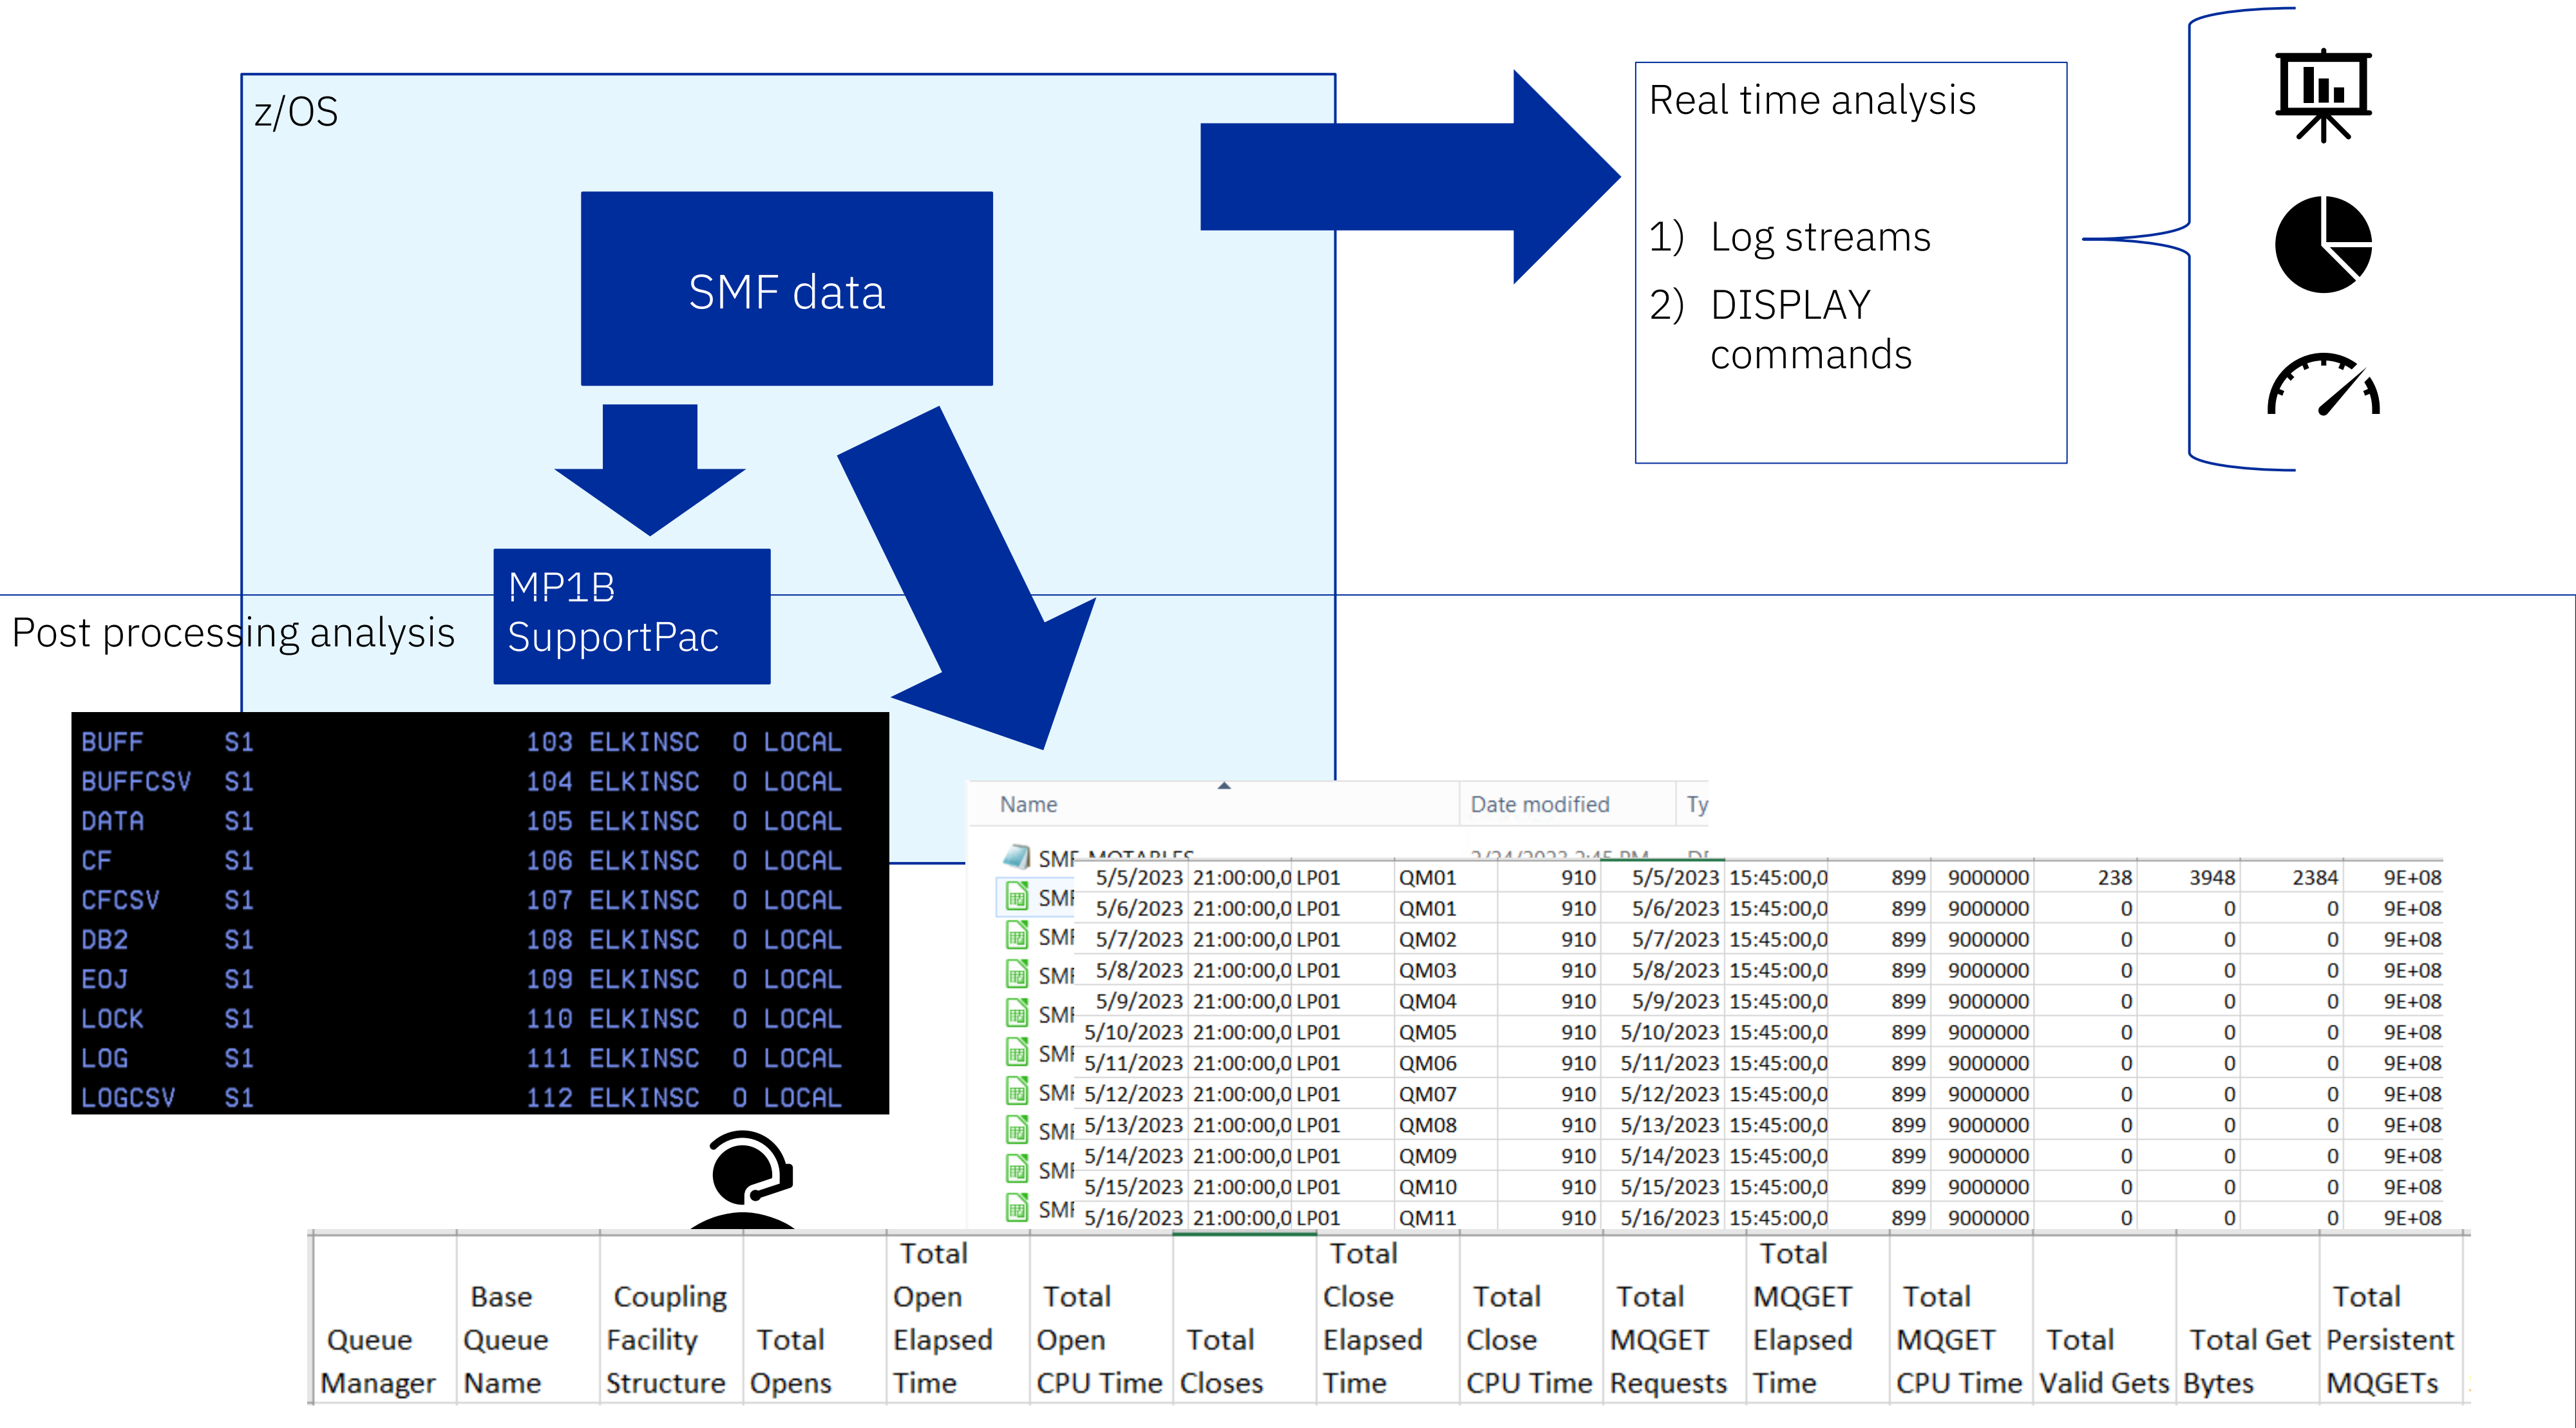 z/OS
SMF data
Real time analysis
1) Log streams
2) DISPLAY
commands
MP1B
SupportPac
Post processing analysis
BUFF S1 103 ELKINSC O LOCAL
BUFFCSV S1 104 ELKINSC O LOCAL
DATA S1 105 ELKINSC O LOCAL
CF S1 106 ELKINSC O LOCAL
CFCSV S1 107 ELKINSC O LOCAL
DB2 S1 108 ELKINSC O LOCAL
EOJ S1 109 ELKINSC O LOCAL
LOCK S1 110 ELKINSC O LOCAL
LOG S1 111 ELKINSC O LOCAL
LOGCSV S1 112 ELKINSC O LOCAL
Name Date modified Ty
SMF
5/5/2023 21:00:00,0 LP01 QM01 910 5/5/2023 15:45:00,0 899 9000000 238 3948 2384 9E+08
SMF 5/6/2023 21:00:00,0 LP01 QM01 910 5/6/2023 15:45:00,0 899 9000000 0 0 0 9E+08
SMF 5/7/2023 21:00:00,0 LP01 QM02 910 5/7/2023 15:45:00,0 899 9000000 0 0 0 9E+08
SMF 5/8/2023 21:00:00,0 LP01 QM03 910 5/8/2023 15:45:00,0 899 9000000 0 0 0 9E+08
SMF 5/9/2023 21:00:00,0 LP01 QM04 910 5/9/2023 15:45:00,0 899 9000000 0 0 0 9E+08
5/10/2023 21:00:00,0 LP01 QM05 910 5/10/2023 15:45:00,0 899 9000000 0 0 0 9E+08
SMF 5/11/2023 21:00:00,0 LP01 QM06 910 5/11/2023 15:45:00,0 899 9000000 0 0 0 9E+08
SMF 5/12/2023 21:00:00,0 LP01 QM07 910 5/12/2023 15:45:00,0 899 9000000 0 0 0 9E+08
SMF 5/13/2023 21:00:00,0 LP01 QM08 910 5/13/2023 15:45:00,0 899 9000000 0 0 0 9E+08
SMF 5/14/2023 21:00:00,0 LP01 QM09 910 5/14/2023 15:45:00,0 899 9000000 0 0 0 9E+08
5/15/2023 21:00:00,0 LP01 QM10 910 5/15/2023 15:45:00,0 899 9000000 0 0 0 9E+08
SMF 5/16/2023 21:00:00,0 LP01 QM11 910 5/16/2023 15:45:00,0 899 9000000 0 0 0 9E+08
Total Total Total
Base Coupling Open Total Close Total Total MQGET Total Total
Queue Queue Facility Total Elapsed Open Total Elapsed Close MQGET Elapsed MQGET Total Total Get Persistent
Manager Name Structure Opens Time CPU Time Closes Time CPU Time Requests Time CPU Time Valid Gets Bytes MQGETs